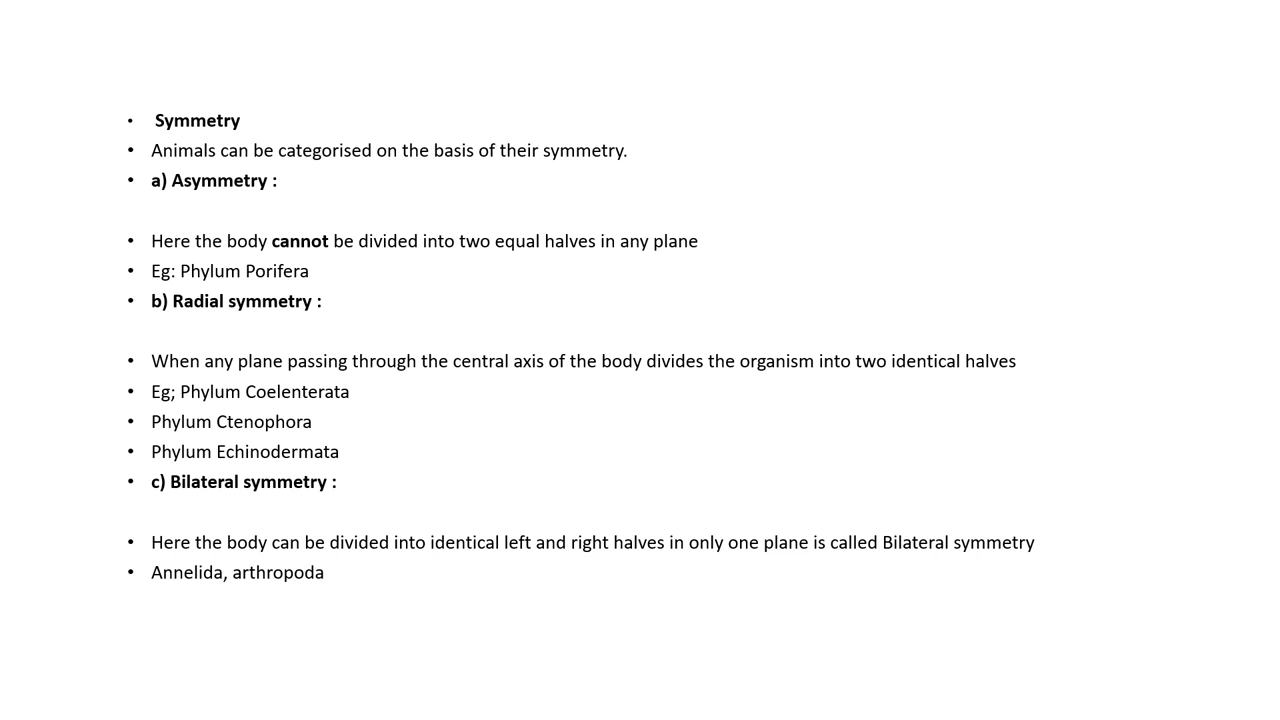 • Symmetry
• Animals can be categorised on the basis of their symmetry.
• a) Asymmetry :
• Here the body cannot be divided into two equal halves in any plane
• Eg: Phylum Porifera
• b) Radial symmetry :
• When any plane passing through the central axis of the body divides the organism into two identical halves
• Eg; Phylum Coelenterata
• Phylum Ctenophora
• Phylum Echinodermata
• c) Bilateral symmetry :
• Here the body can be divided into identical left and right halves in only one plane is called Bilateral symmetry
• Annelida, arthropoda